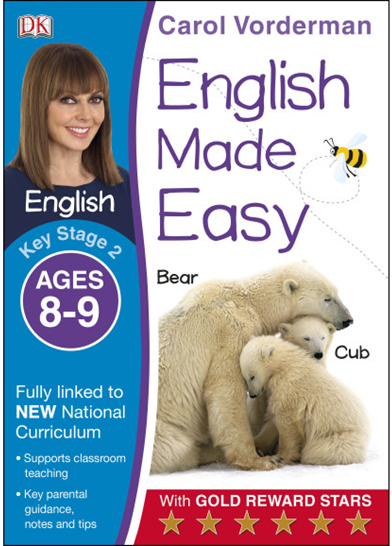 DK
Carol Vorderman
English
Made
Easy
English
Key Stage 2
AGES
8-9
Bear
Cub
Fully linked to
NEW National
Curriculum
• Supports classroom
teaching
• Key parental
guidance,
notes and tips
With GOLD REWARD STARS